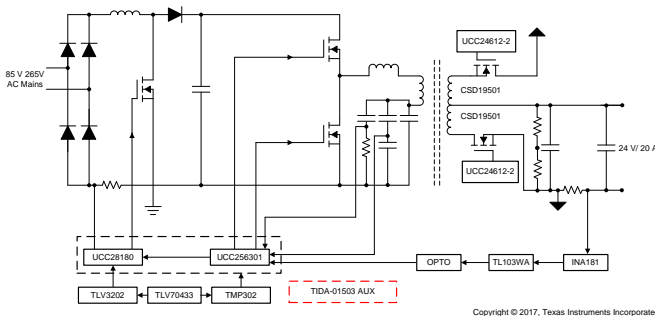 UCC24612-2
85 V 265V
AC Mains
CSD19501
CSD19501
24 V/ 20 A
UCC24612-2
UCC28180
UCC256301
OPTO
TL103WA
INA181
TLV3202
TLV70433
TMP302
TIDA-01503 AUX
Copyright © 2017, Texas Instruments Incorporate